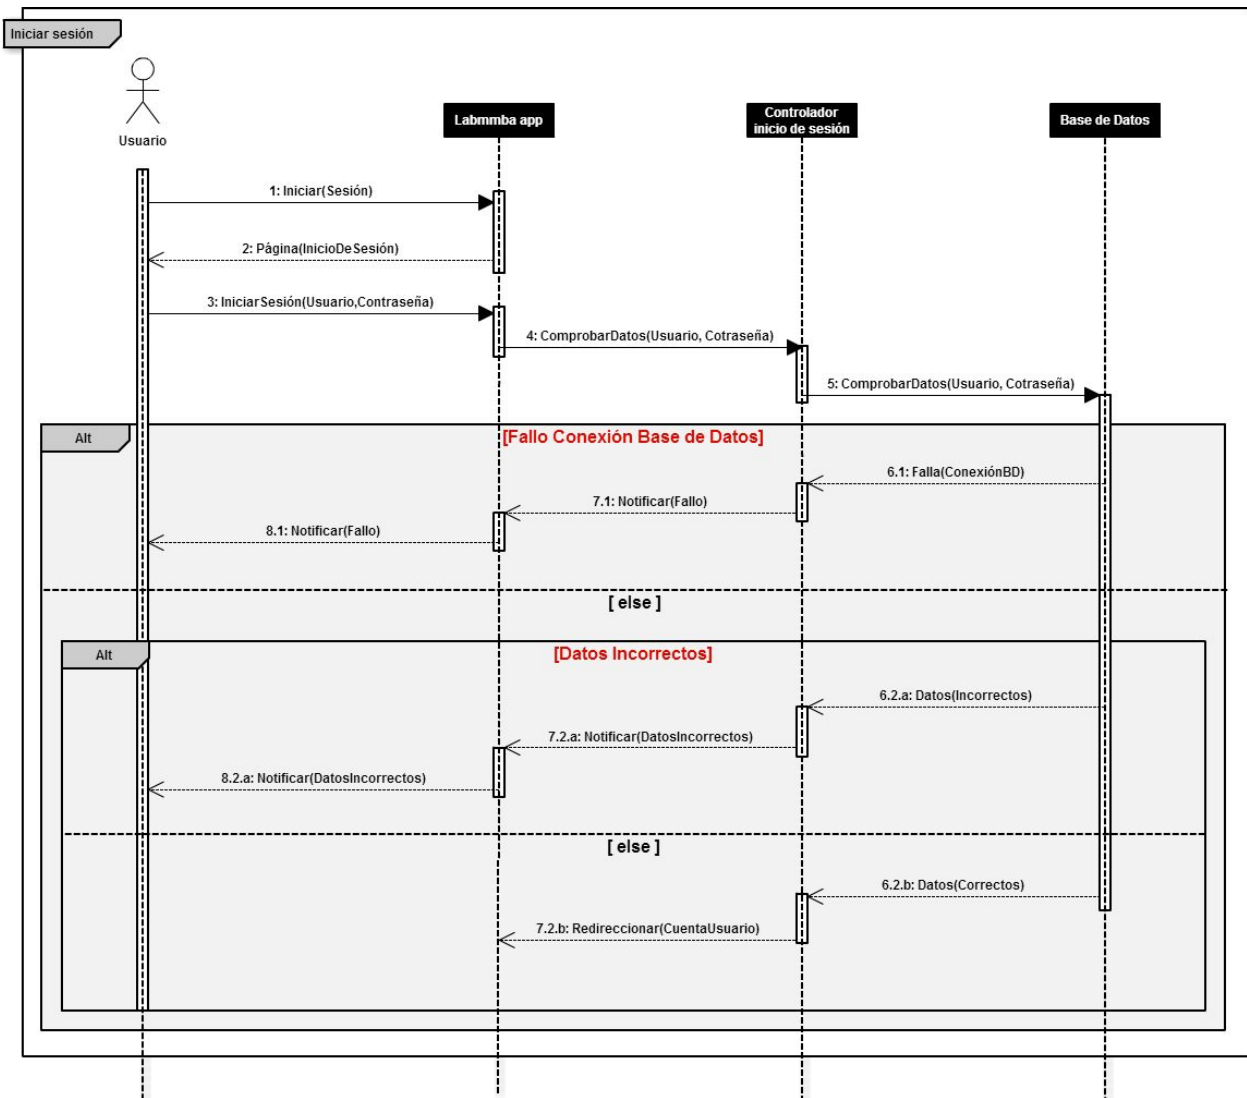 Iniciar sesión
Usuario
Labmmba app
Controlador
inicio de sesión
Base de Datos
1: Iniciar(Sesión)
2: Página(InicioDeSesión)
3: IniciarSesión(Usuario,Contraseña)
4: ComprobarDatos(Usuario, Cotraseña)
5: ComprobarDatos(Usuario, Cotraseña)
Alt
[Fallo Conexión Base de Datos]
6.1: Falla(ConexiónBD)
7.1: Notificar(Fallo)
8.1: Notificar(Fallo)
[ else ]
Alt
[Datos Incorrectos]
6.2.a: Datos(Incorrectos)
7.2.a: Notificar(DatosIncorrectos)
8.2.a: Notificar(DatosIncorrectos)
[ else ]
6.2.b: Datos(Correctos)
7.2.b: Redireccionar(CuentaUsuario)